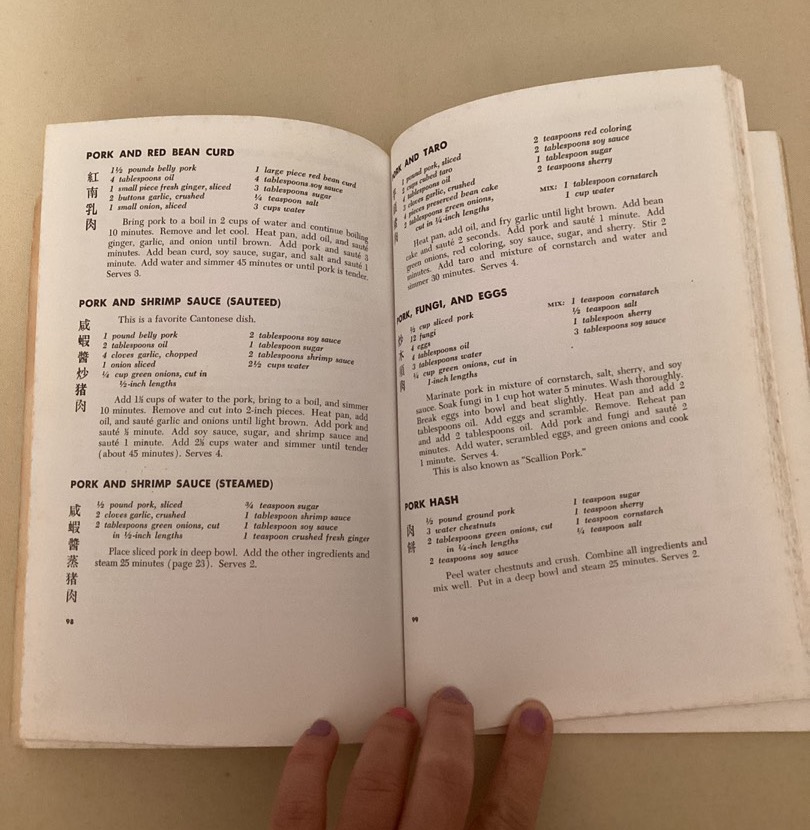 PORK AND RED BEAN CURD
紅南乳肉
1½ pounds belly pork
4 tablespoons oil
1 small piece fresh ginger, sliced
2 buttons garlic, crushed
1 small onion, sliced
1 large piece red bean curd
4 tablespoons soy sauce
3 tablespoons sugar
¼ teaspoon salt
3 cups water
Bring pork to a boil in 2 cups of water and continue boiling
10 minutes. Remove and let cool. Heat pan, add oil, and sauté
ginger, garlic, and onion until brown. Add pork and sauté 3
minutes. Add bean curd, soy sauce, sugar, and salt and sauté 1
minute. Add water and simmer 45 minutes or until pork is tender.
Serves 3.
PORK AND SHRIMP SAUCE (SAUTEED)
咸蝦醬炒猪肉
This is a favorite Cantonese dish.
1 pound belly pork
2 tablespoons oil
4 cloves garlic, chopped
1 onion sliced
¼ cup green onions, cut in
½-inch lengths
2 tablespoons soy sauce
1 tablespoon sugar
2 tablespoons shrimp sauce
2½ cups water
Add 1½ cups of water to the pork, bring to a boil, and simmer
10 minutes. Remove and cut into 2-inch pieces. Heat pan, add
oil, and sauté garlic and onions until light brown. Add pork and
sauté ½ minute. Add soy sauce, sugar, and shrimp sauce and
sauté 1 minute. Add 2½ cups water and simmer until tender
(about 45 minutes). Serves 4.
PORK AND SHRIMP SAUCE (STEAMED)
咸蝦醬蒸猪肉
½ pound pork, sliced
2 cloves garlic, crushed
2 tablespoons green onions, cut
in ½-inch lengths
¾ teaspoon sugar
1 tablespoon shrimp sauce
1 tablespoon soy sauce
1 teaspoon crushed fresh ginger
Place sliced pork in deep bowl. Add the other ingredients and
steam 25 minutes (page 23). Serves 2.
98
PORK AND TARO
1 pound pork, sliced
2 cups cubed taro
4 tablespoons oil
3 cloves garlic, crushed
4 pieces preserved bean cake
2 tablespoons green onions,
cut in ¼-inch lengths
2 teaspoons red coloring
2 tablespoons soy sauce
1 tablespoon sugar
2 teaspoons sherry
MIX: 1 tablespoon cornstarch
1 cup water
Heat pan, add oil, and fry garlic until light brown. Add bean
cake and sauté 2 seconds. Add pork and sauté 1 minute. Add
green onions, red coloring, soy sauce, sugar, and sherry. Stir 2
minutes. Add taro and mixture of cornstarch and water and
simmer 30 minutes. Serves 4.
PORK, FUNGI, AND EGGS
½ cup sliced pork
12 fungi
4 eggs
4 tablespoons oil
3 tablespoons water
¼ cup green onions, cut in
1-inch lengths
MIX: 1 teaspoon cornstarch
½ teaspoon salt
1 tablespoon sherry
3 tablespoons soy sauce
Marinate pork in mixture of cornstarch, salt, sherry, and soy
sauce. Soak fungi in 1 cup hot water 5 minutes. Wash thoroughly.
Break eggs into bowl and beat slightly. Heat pan and add 2
tablespoons oil. Add eggs and scramble. Remove. Reheat pan
and add 2 tablespoons oil. Add pork and fungi and sauté 2
minutes. Add water, scrambled eggs, and green onions and cook
1 minute. Serves 4.
This is also known as "Scallion Pork."
PORK HASH
肉餅
½ pound ground pork
3 water chestnuts
2 tablespoons green onions, cut
in ¼-inch lengths
2 teaspoons soy sauce
1 teaspoon sugar
1 teaspoon sherry
1 teaspoon cornstarch
¼ teaspoon salt
Peel water chestnuts and crush. Combine all ingredients and
mix well. Put in a deep bowl and steam 25 minutes. Serves 2.
99